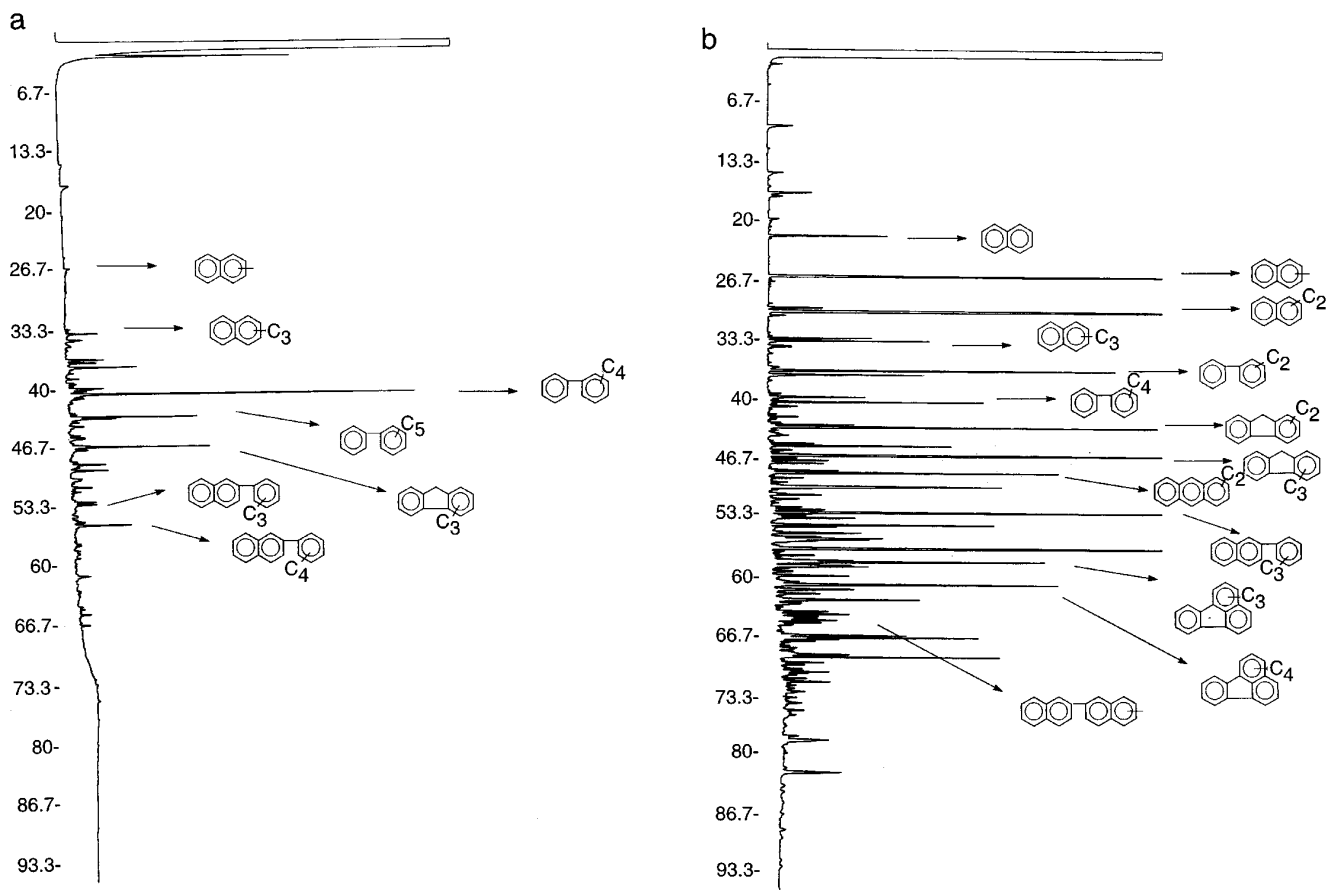 a
6.7-
13.3-
20-
26.7-
33.3-
C3
40-
C4
C5
46.7-
C3
53.3-
C3
C4
60-
66.7-
73.3-
80-
86.7-
93.3-
b
6.7-
13.3-
20-
26.7-
C2
33.3-
C3
C2
40-
C4
C2
46.7-
C3
C2
53.3-
C3
60-
C3
66.7-
C4
73.3-
80-
86.7-
93.3-